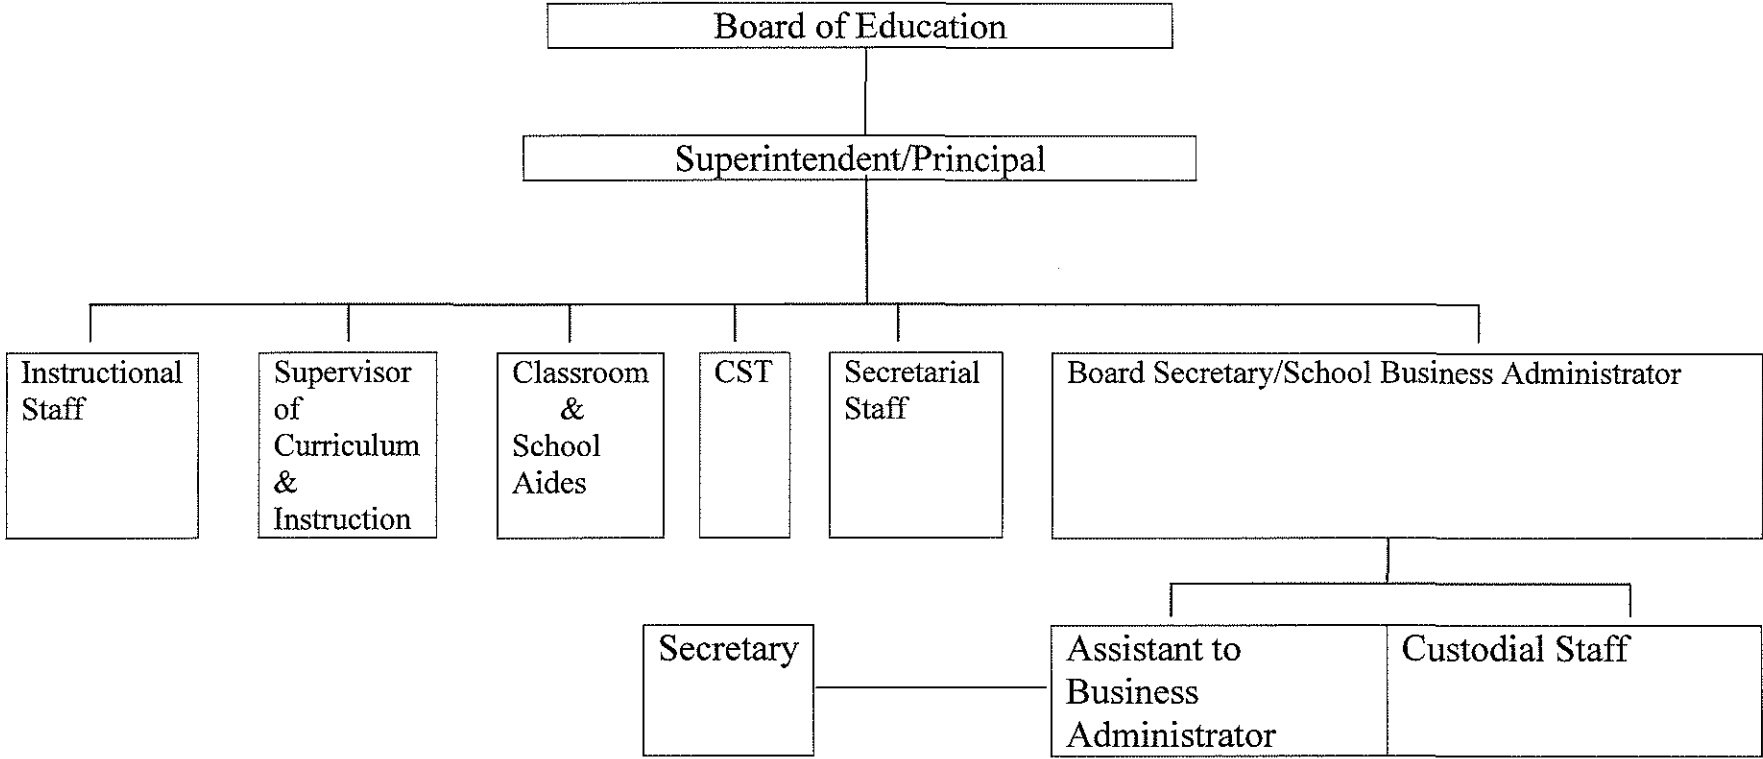 Board of Education
Superintendent/Principal
Instructional
Staff
Supervisor
of
Curriculum
&
Instruction
Classroom
&
School
Aides
CST
Secretarial
Staff
Board Secretary/School Business Administrator
Secretary
Assistant to
Business
Administrator
Custodial Staff